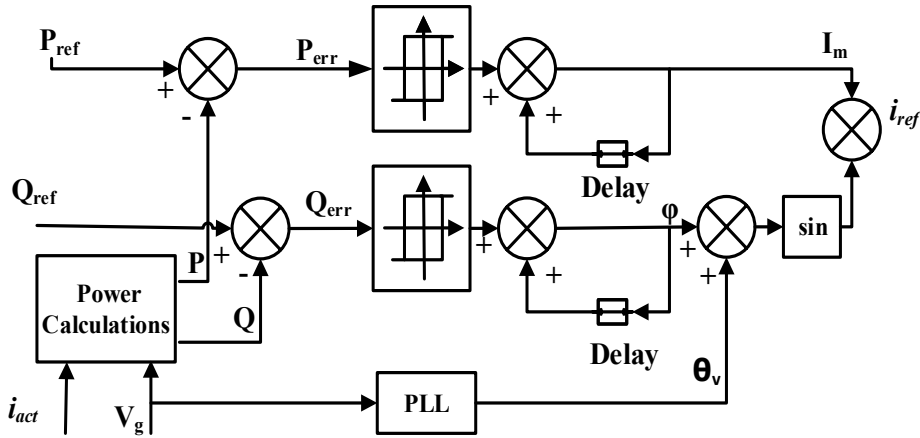 P_ref
P_err
I_m
+
-
+
+
i_ref
Delay
Q_ref
Q_err
φ
sin
+
-
+
+
+
+
P
Power
Calculations
Q
Delay
θ_v
i_act
V_g
PLL